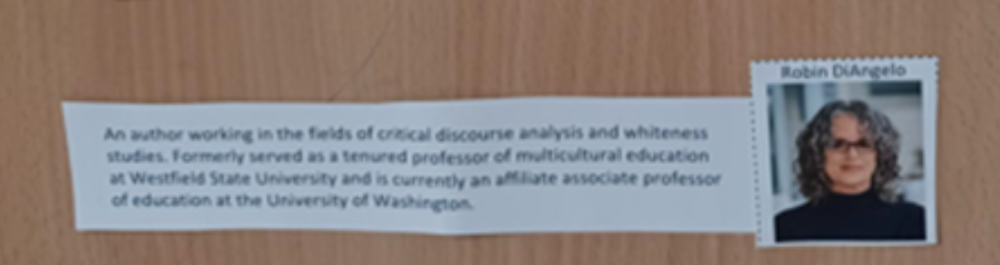 An author working in the fields of critical discourse analysis and whiteness
studies. Formerly served as a tenured professor of multicultural education
at Westfield State University and is currently an affiliate associate professor
of education at the University of Washington.
Robin DiAngelo